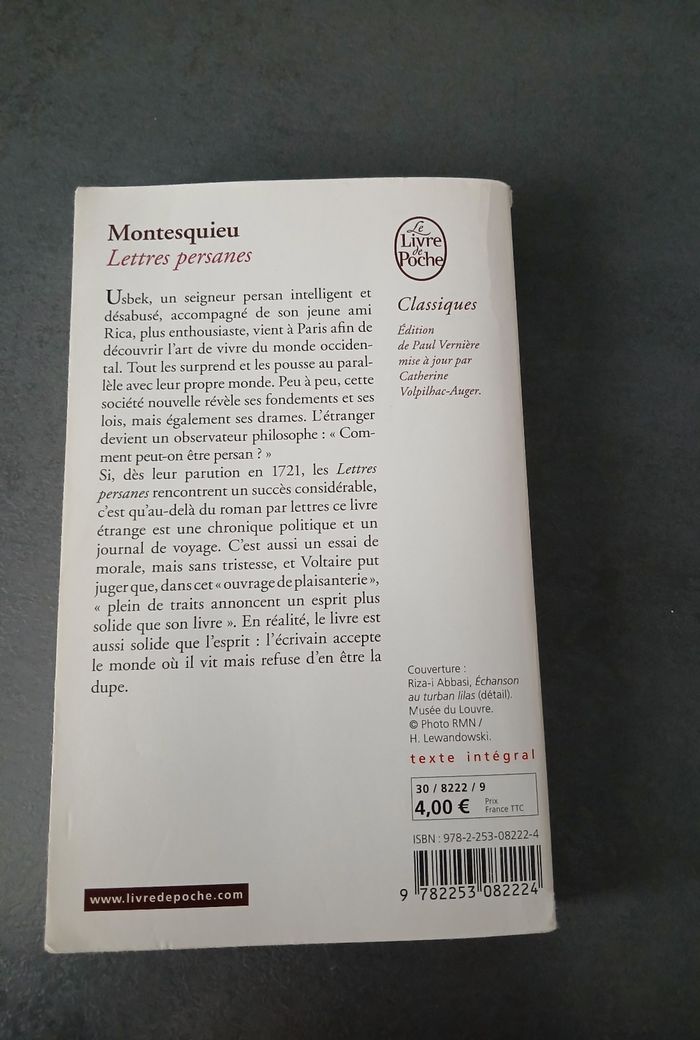 Montesquieu
Lettres persanes
Usbek, un seigneur persan intelligent et
désabusé, accompagné de son jeune ami
Rica, plus enthousiaste, vient à Paris afin de
découvrir l'art de vivre du monde occiden-
tal. Tout les surprend et les pousse au paral-
lèle avec leur propre monde. Peu à peu, cette
société nouvelle révèle ses fondements et ses
lois, mais également ses drames. L'étranger
devient un observateur philosophe : « Com-
ment peut-on être persan ? »
Si, dès leur parution en 1721, les Lettres
persanes rencontrent un succès considérable,
c'est qu'au-delà du roman par lettres ce livre
étrange est une chronique politique et un
journal de voyage. C'est aussi un essai de
morale, mais sans tristesse, et Voltaire put
juger que, dans cet « ouvrage de plaisanterie »,
« plein de traits annoncent un esprit plus
solide que son livre ». En réalité, le livre est
aussi solide que l'esprit : l'écrivain accepte
le monde où il vit mais refuse d'en être la
dupe.
www.livredepoche.com
Le
Livre
de
Poche
Classiques
Édition
de Paul Vernière
mise à jour par
Catherine
Volpilhac-Auger.
Couverture :
Riza-i Abbasi, Échanson
au turban lilas (détail).
Musée du Louvre.
© Photo RMN /
H. Lewandowski.
texte intégral
30 / 8222 / 9
4,00 € Prix
France TTC
ISBN : 978-2-253-08222-4
9 782253 082224